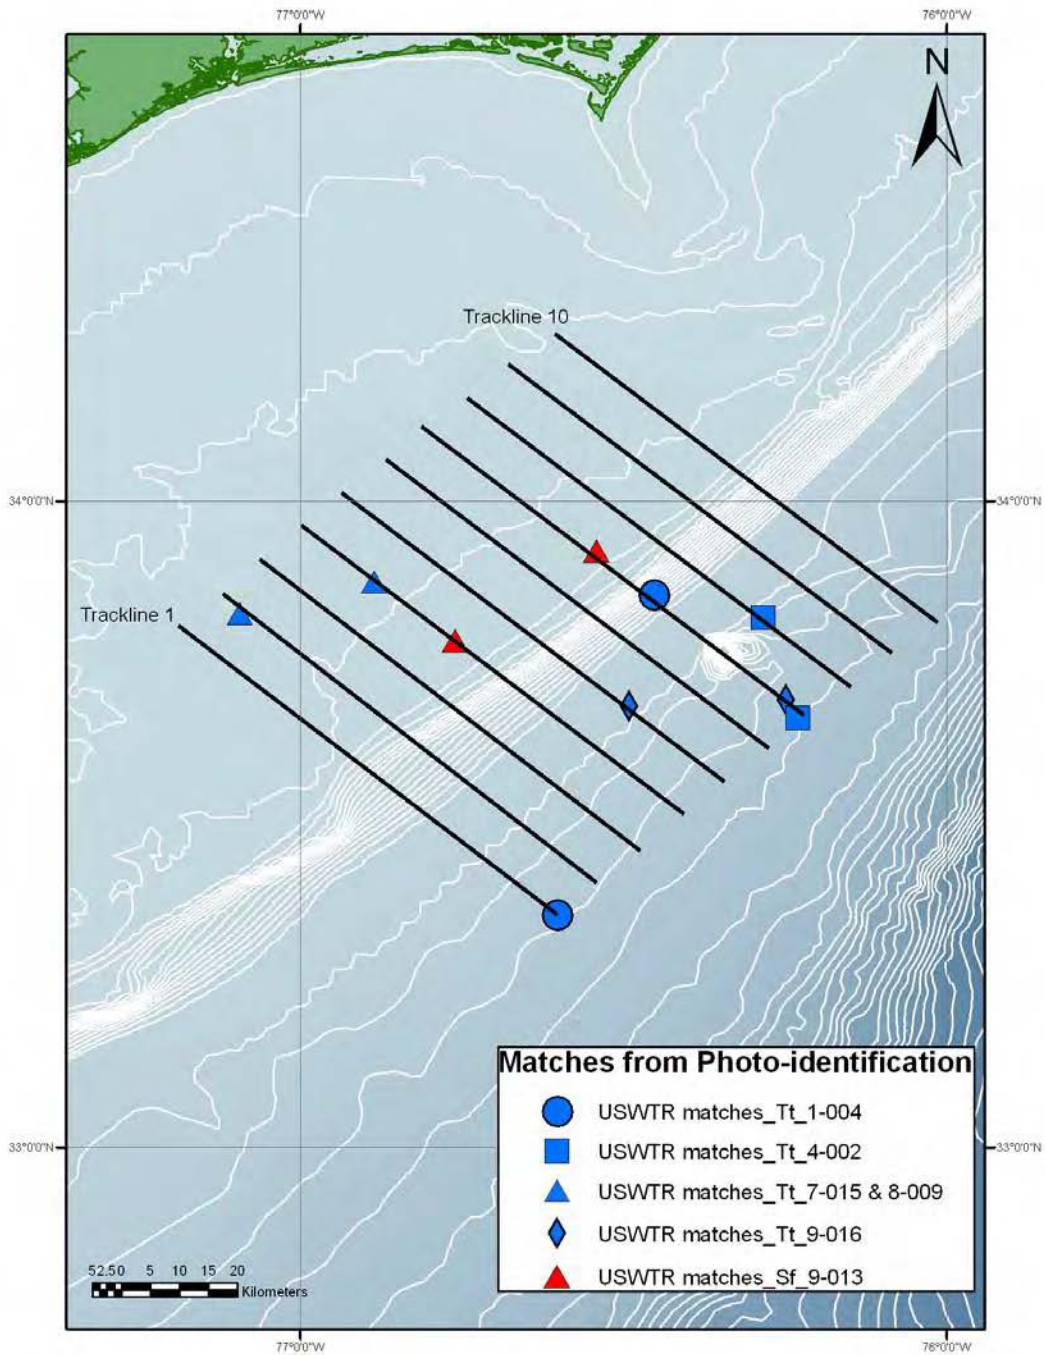 77°0'0"W 76°0'0"W
N
Trackline 10
34°0'0"N 34°0'0"N
Trackline 1
Matches from Photo-identification
USWTR matches_Tt_1-004
USWTR matches_Tt_4-002
33°0'0"N 33°0'0"N
USWTR matches_Tt_7-015 & 8-009
USWTR matches_Tt_9-016
USWTR matches_Sf_9-013
52.50 5 10 15 20
Kilometers
77°0'0"W 76°0'0"W